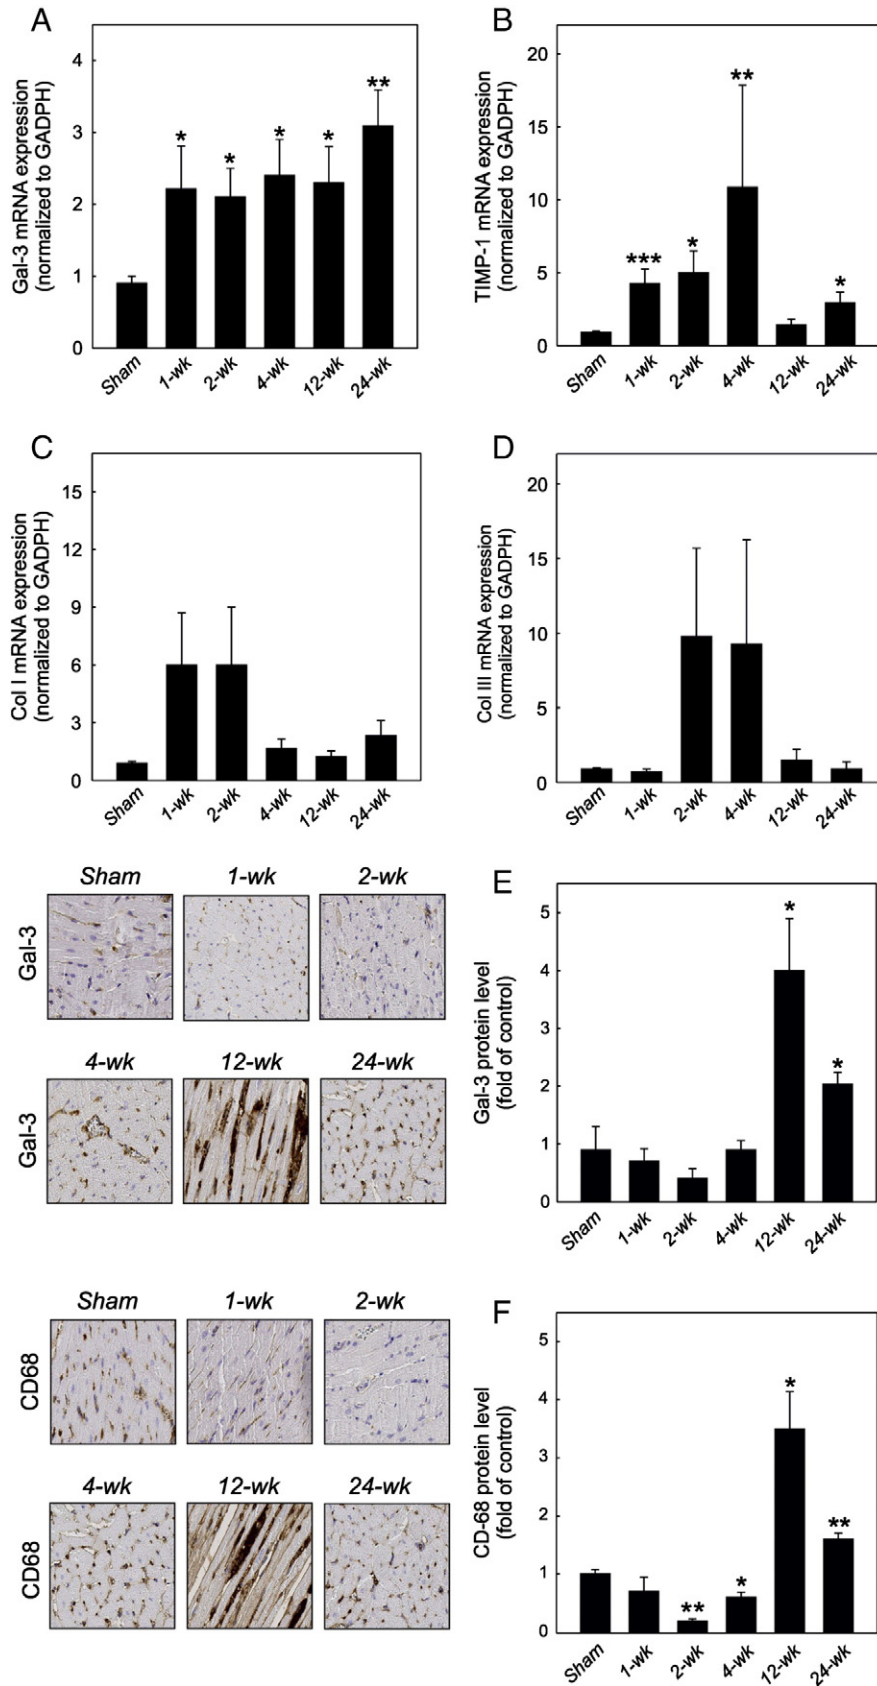 A
Gal-3 mRNA expression
(normalized to GADPH)
4
3
2
1
0
*
*
*
*
**
Sham
1-wk
2-wk
4-wk
12-wk
24-wk
B
TIMP-1 mRNA expression
(normalized to GADPH)
20
15
10
5
0
***
*
**
*
Sham
1-wk
2-wk
4-wk
12-wk
24-wk
C
Col I mRNA expression
(normalized to GADPH)
15
12
9
6
3
0
Sham
1-wk
2-wk
4-wk
12-wk
24-wk
D
Col III mRNA expression
(normalized to GADPH)
20
15
10
5
0
Sham
1-wk
2-wk
4-wk
12-wk
24-wk
Sham 1-wk 2-wk
Gal-3
4-wk 12-wk 24-wk
Gal-3
E
Gal-3 protein level
(fold of control)
5
4
3
2
1
0
*
*
Sham
1-wk
2-wk
4-wk
12-wk
24-wk
Sham 1-wk 2-wk
CD68
4-wk 12-wk 24-wk
CD68
F
CD-68 protein level
(fold of control)
5
4
3
2
1
0
**
*
*
**
Sham
1-wk
2-wk
4-wk
12-wk
24-wk